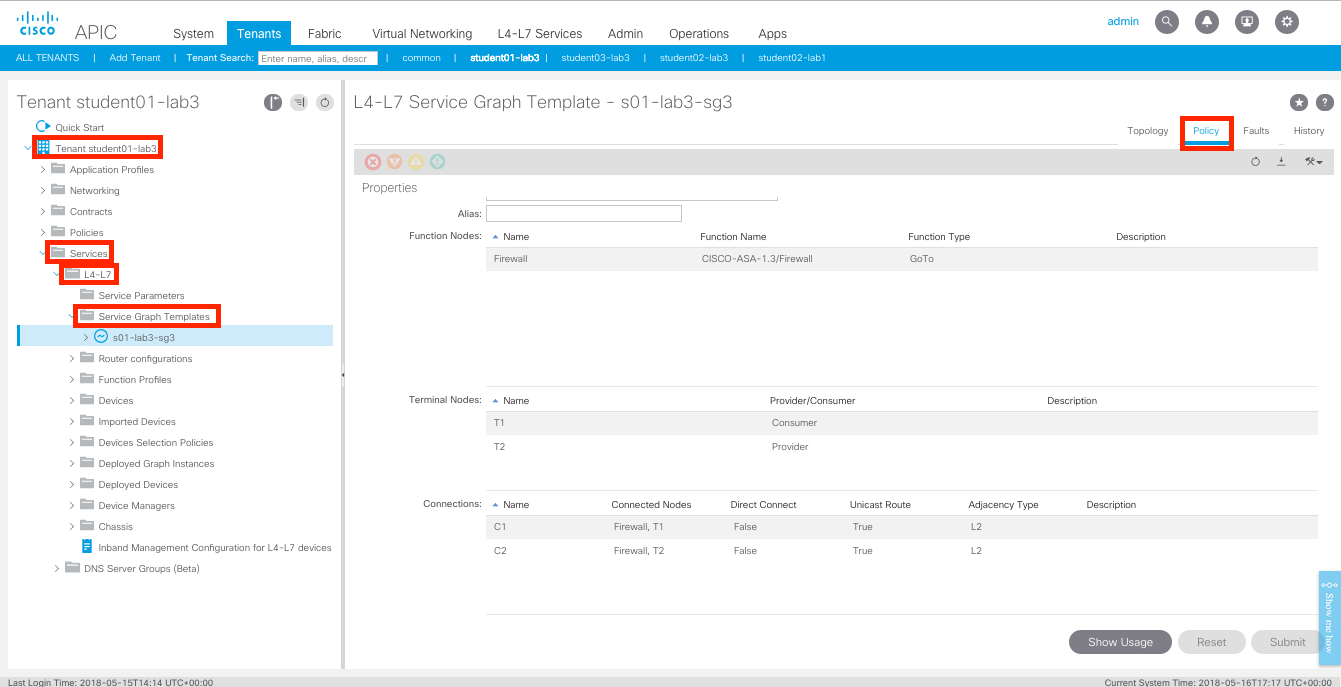 CISCO APIC
System Tenants Fabric Virtual Networking L4-L7 Services Admin Operations Apps
admin
ALL TENANTS | Add Tenant | Tenant Search: Enter name, alias, descr | common | student01-lab3 | student03-lab3 | student02-lab3 | student02-lab1
Tenant student01-lab3
Quick Start
Tenant student01-lab3
Application Profiles
Networking
Contracts
Policies
Services
L4-L7
Service Parameters
Service Graph Templates
s01-lab3-sg3
Router configurations
Function Profiles
Devices
Imported Devices
Devices Selection Policies
Deployed Graph Instances
Deployed Devices
Device Managers
Chassis
Inband Management Configuration for L4-L7 devices
DNS Server Groups (Beta)
L4-L7 Service Graph Template - s01-lab3-sg3
Topology Policy Faults History
Properties
Alias:
Function Nodes: Name Function Name Function Type Description
Firewall CISCO-ASA-1.3/Firewall GoTo
Terminal Nodes: Name Provider/Consumer Description
T1 Consumer
T2 Provider
Connections: Name Connected Nodes Direct Connect Unicast Route Adjacency Type Description
C1 Firewall, T1 False True L2
C2 Firewall, T2 False True L2
Show me how
Show Usage Reset Submit
Last Login Time: 2018-05-15T14:14 UTC+00:00 Current System Time: 2018-05-16T17:17 UTC+00:00